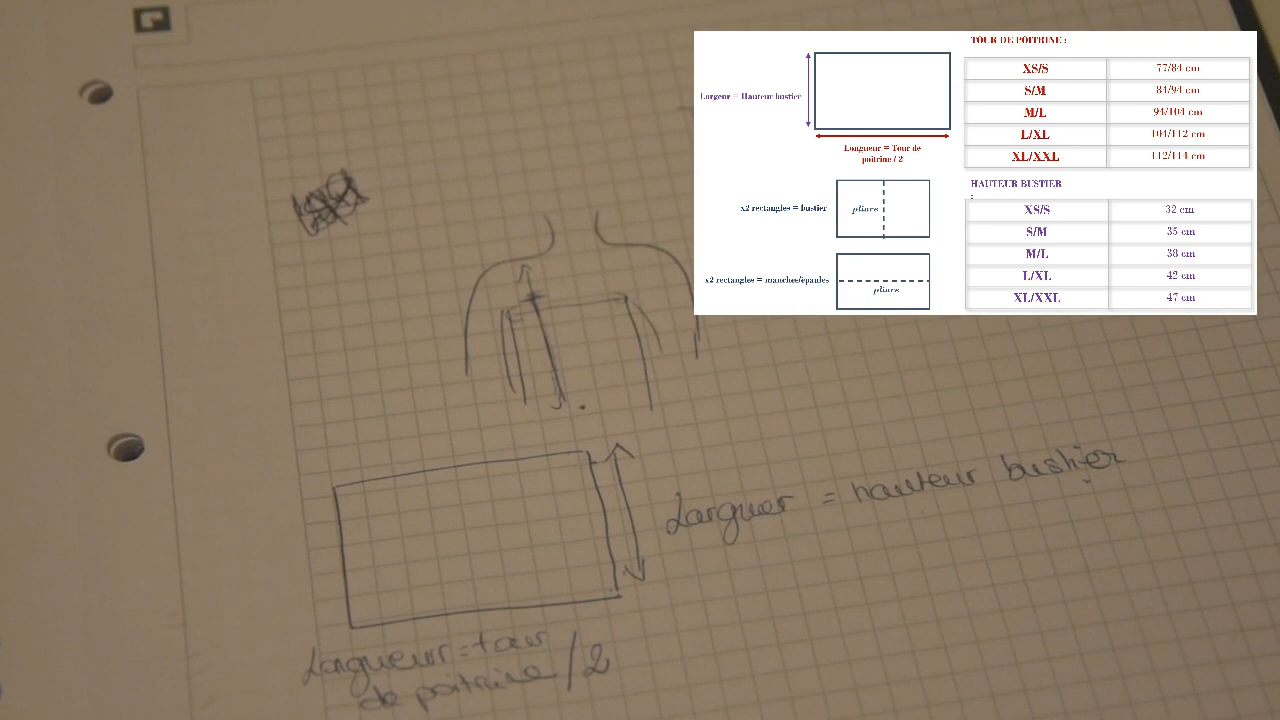 TOUR DE POITRINE :
XS/S 77/84 cm
S/M 84/94 cm
M/L 94/104 cm
L/XL 104/112 cm
XL/XXL 112/114 cm
Largeur = Hauteur bustier
Longueur = Tour de
poitrine / 2
HAUTEUR BUSTIER
:
XS/S 32 cm
S/M 35 cm
M/L 38 cm
L/XL 42 cm
XL/XXL 47 cm
x2 rectangles = bustier
pliure
x2 rectangles = manches/épaules
pliure
Larguer = hauteur bustier
Longueur = tour
de poitrine / 2